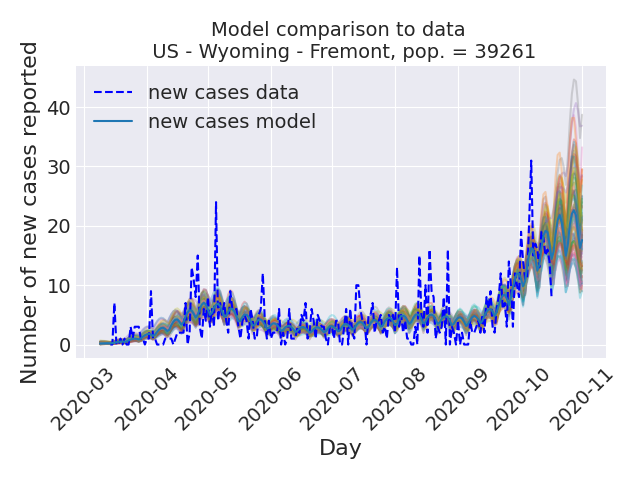 Model comparison to data
US - Wyoming - Fremont, pop. = 39261
Number of new cases reported
new cases data
new cases model
40
30
20
10
0
2020-03
2020-04
2020-05
2020-06
2020-07
2020-08
2020-09
2020-10
2020-11
Day